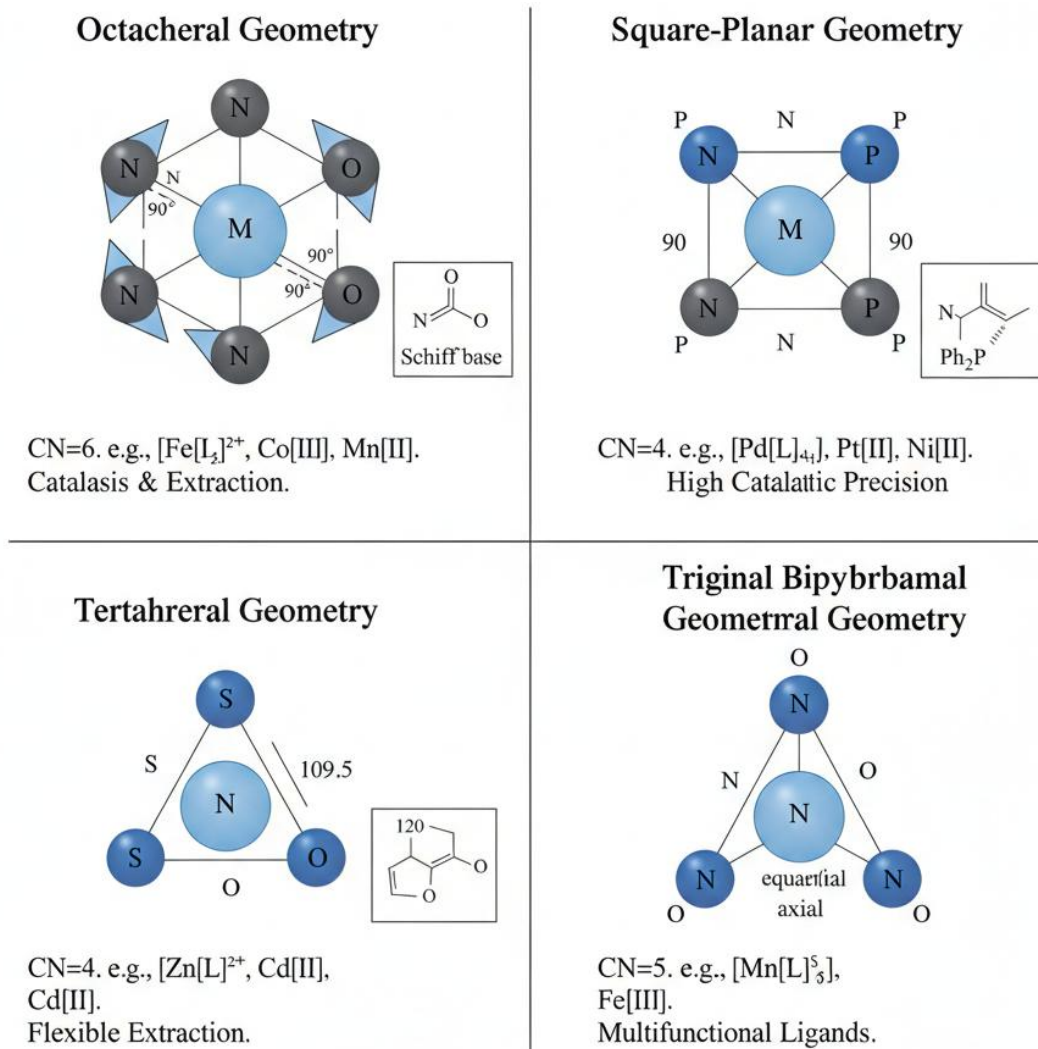 Octacheral Geometry
N
N
O
N
90°
M
90°
90°
N
O
N
O
N
O
Schiff base
CN=6. e.g., [Fe[L]²⁺, Co[III], Mn[II].
Catalasis & Extraction.
Square-Planar Geometry
P N P
N P
M
90 90
N P
P N P
N
Ph₂P
CN=4. e.g., [Pd[L]₄], Pt[II], Ni[II].
High Catalattic Precision
Tertahreral Geometry
S
S
109.5
N
S O
O
120
O
O
CN=4. e.g., [Zn[L]²⁺, Cd[II],
Cd[II].
Flexible Extraction.
Triginal Bipybrbamal
Geometrral Geometry
O
N
N O
N
N N
equartial
O axial O
CN=5. e.g., [Mn[L]⁵],
Fe[III].
Multifunctional Ligands.